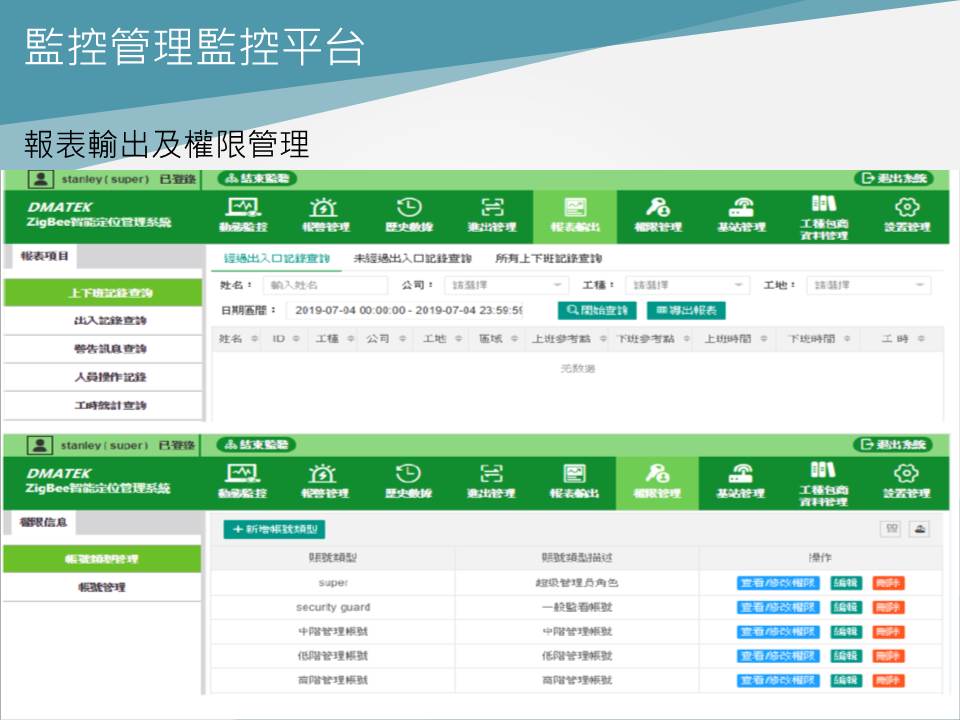 監控管理監控平台
報表輸出及權限管理
stanley ( super ) 已登錄 結束監聽 退出系統
DMATEK
ZigBee智能定位管理系統
動態監控 報警管理 歷史數據 進出管理 報表輸出 權限管理 基站管理 工種包商 資料管理 設置管理
報表項目
經過出入口記錄查詢 未經過出入口記錄查詢 所有上下班記錄查詢
姓名： 輸入姓名 公司： 請選擇 工種： 請選擇 工地： 請選擇
日期區間： 2019-07-04 00:00:00 - 2019-07-04 23:59:59 開始查詢 導出報表
上下班記錄查詢
出入記錄查詢
警告訊息查詢
人員操作記錄
工時統計查詢
姓名 ID 工種 公司 工地 區域 上班參考點 下班參考點 上班時間 下班時間 工時
无数据
stanley ( super ) 已登錄 結束監聽 退出系統
DMATEK
ZigBee智能定位管理系統
動態監控 報警管理 歷史數據 進出管理 報表輸出 權限管理 基站管理 工種包商 資料管理 設置管理
權限信息
帳號類型管理
帳號管理
+ 新增帳號類型
賬號類型 賬號類型描述 操作
super 超級管理員角色 查看/修改權限 編輯 刪除
security guard 一般監看帳號 查看/修改權限 編輯 刪除
中階管理帳號 中階管理帳號 查看/修改權限 編輯 刪除
低階管理帳號 低階管理帳號 查看/修改權限 編輯 刪除
高階管理帳號 高階管理帳號 查看/修改權限 編輯 刪除